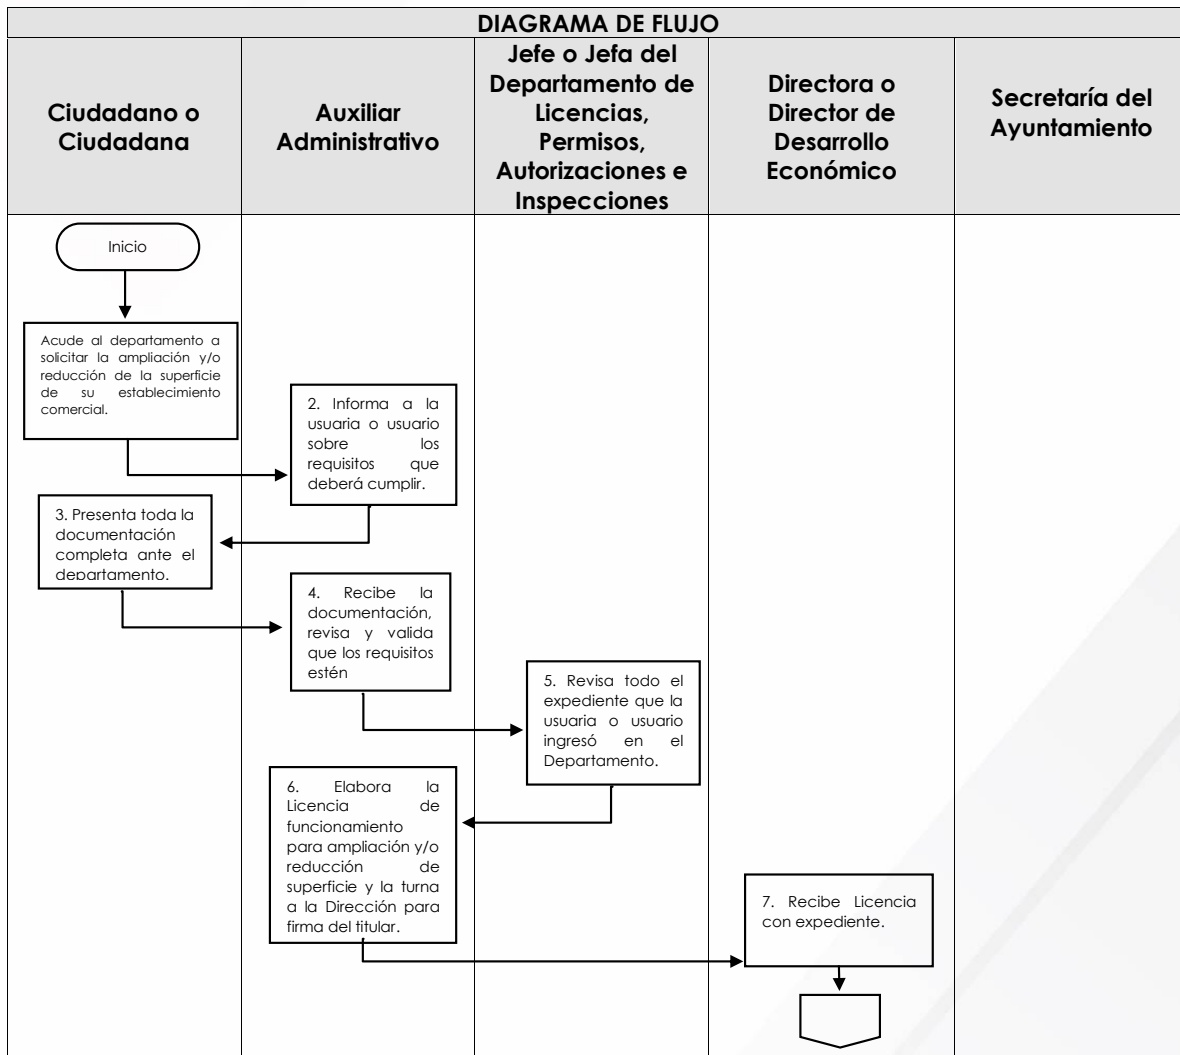 DIAGRAMA DE FLUJO
Ciudadano o
Ciudadana
Auxiliar
Administrativo
Jefe o Jefa del
Departamento de
Licencias,
Permisos,
Autorizaciones e
Inspecciones
Directora o
Director de
Desarrollo
Económico
Secretaría del
Ayuntamiento
Inicio
Acude al departamento a
solicitar la ampliación y/o
reducción de la superficie
de su establecimiento
comercial.
2. Informa a la
usuaria o usuario
sobre los
requisitos que
deberá cumplir.
3. Presenta toda la
documentación
completa ante el
departamento.
4. Recibe la
documentación,
revisa y valida
que los requisitos
estén
5. Revisa todo el
expediente que la
usuaria o usuario
ingresó en el
Departamento.
6. Elabora la
Licencia de
funcionamiento
para ampliación y/o
reducción de
superficie y la turna
a la Dirección para
firma del titular.
7. Recibe Licencia
con expediente.